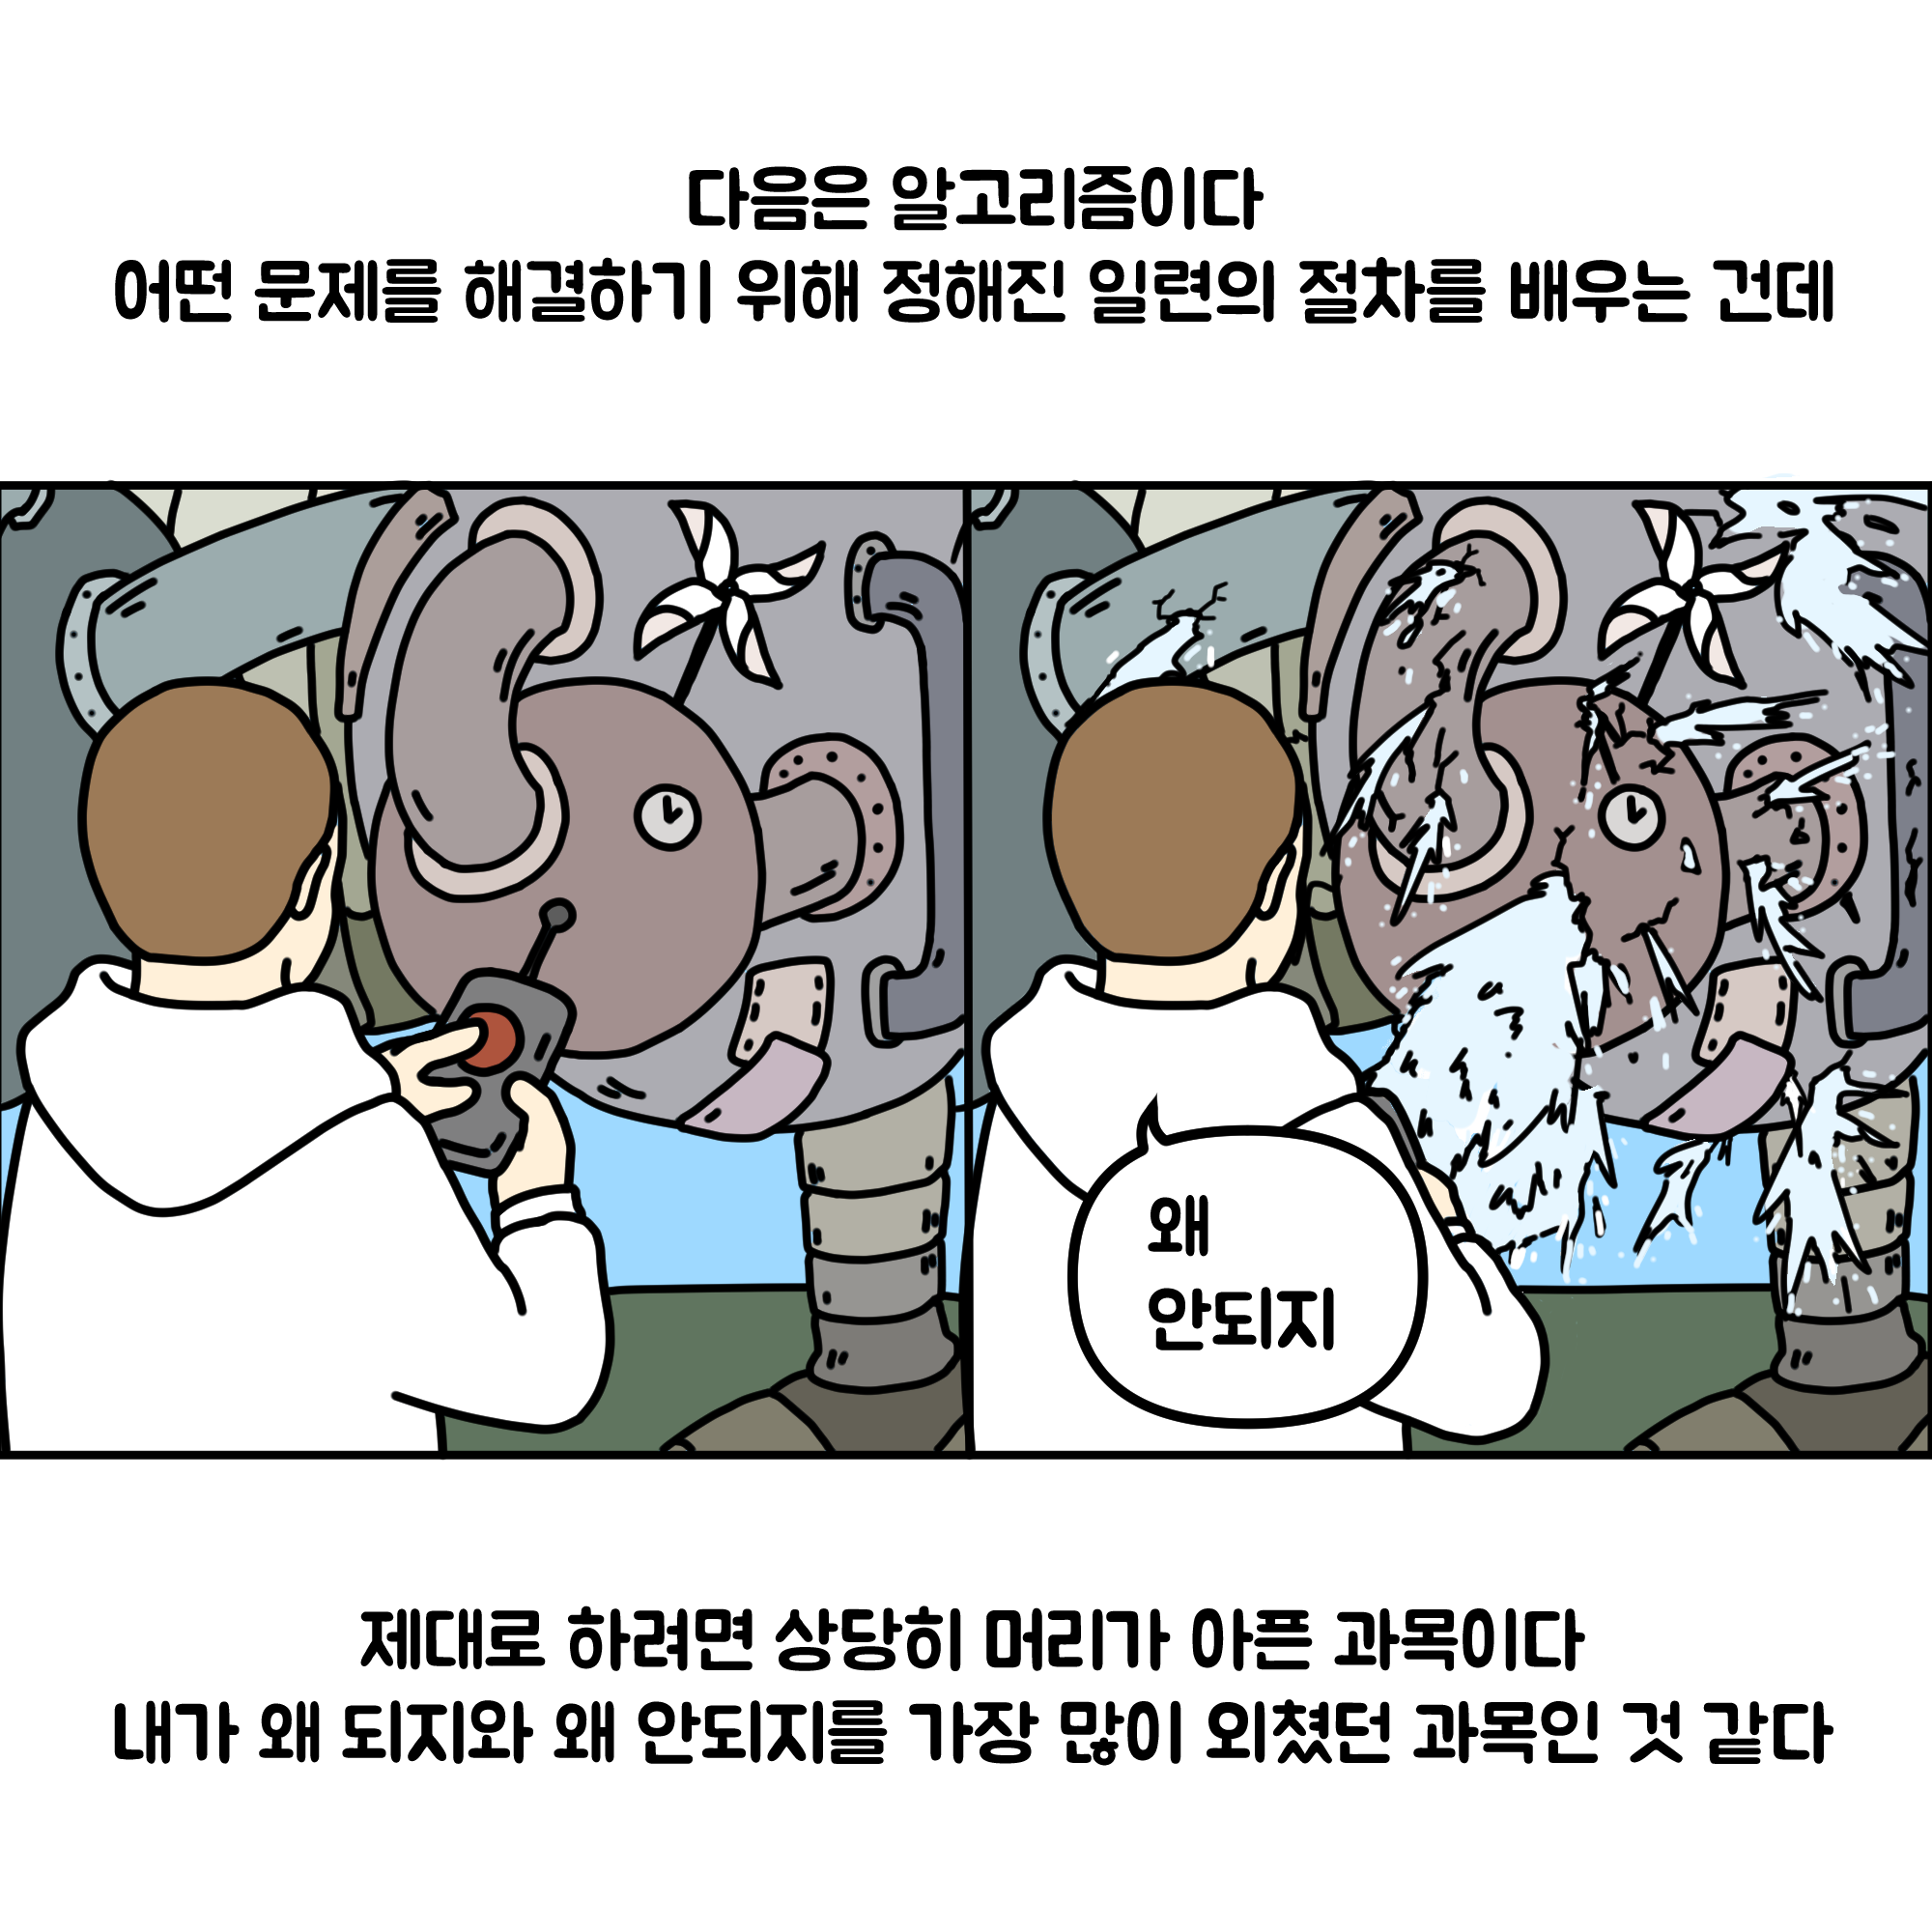 다음은 알고리즘이다
어떤 문제를 해결하기 위해 정해진 일련의 절차를 배우는 건데
왜
안되지
제대로 하려면 상당히 머리가 아픈 과목이다
내가 왜 되지와 왜 안되지를 가장 많이 외쳤던 과목인 것 같다